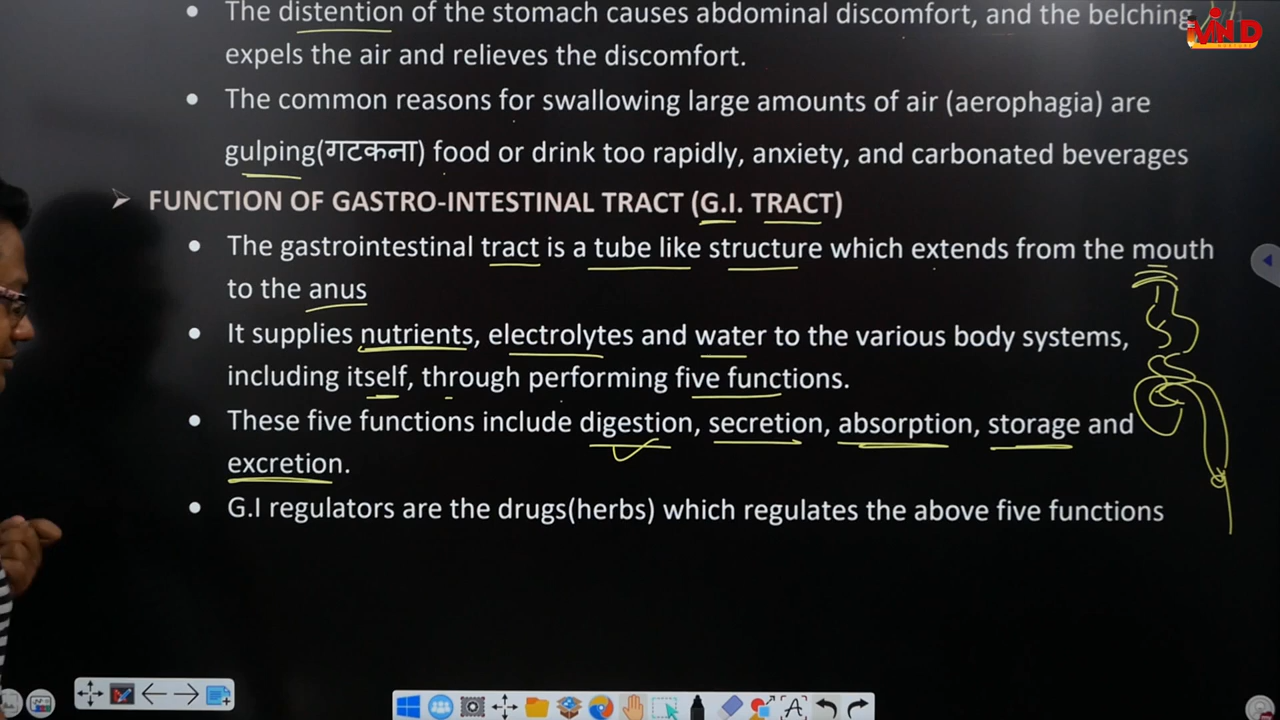 • The distention of the stomach causes abdominal discomfort, and the belching
expels the air and relieves the discomfort.
• The common reasons for swallowing large amounts of air (aerophagia) are
gulping(गटकना) food or drink too rapidly, anxiety, and carbonated beverages
➢ FUNCTION OF GASTRO-INTESTINAL TRACT (G.I. TRACT)
• The gastrointestinal tract is a tube like structure which extends from the mouth
to the anus
• It supplies nutrients, electrolytes and water to the various body systems,
including itself, through performing five functions.
• These five functions include digestion, secretion, absorption, storage and
excretion.
• G.I regulators are the drugs(herbs) which regulates the above five functions